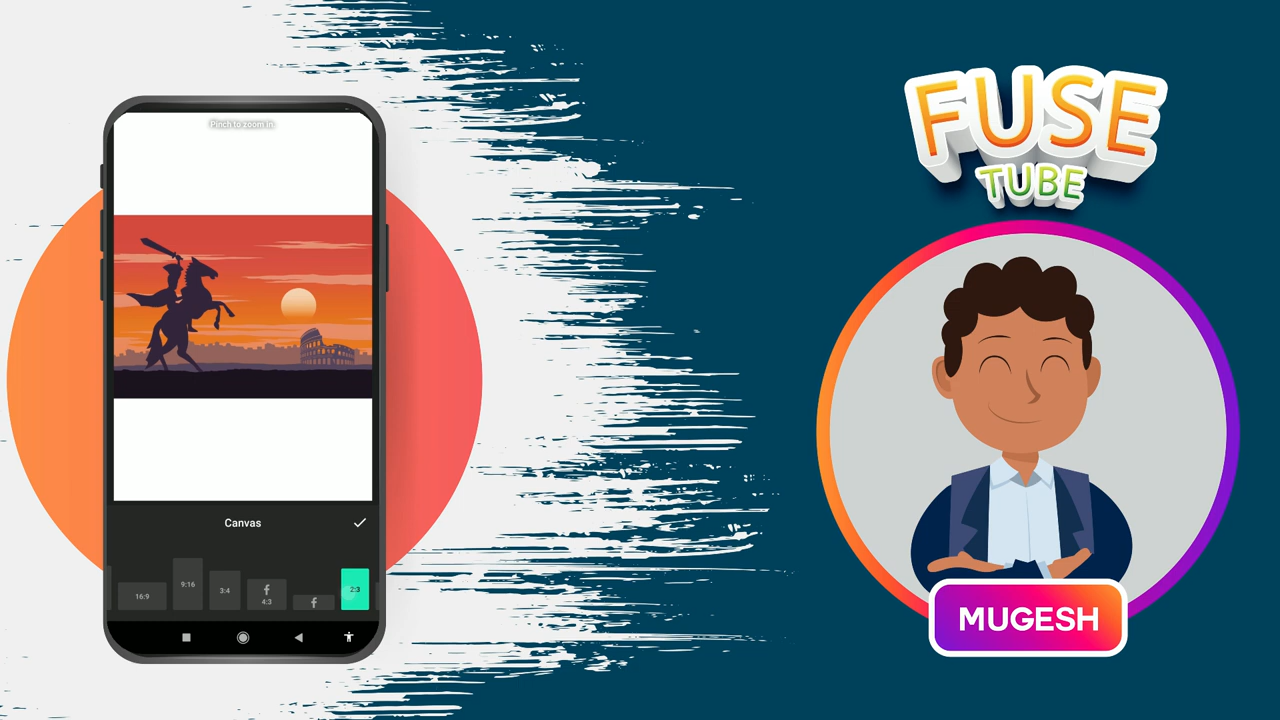 Pinch to zoom in
Canvas
16:9
9:16
3:4
f
4:3
f
2:3
FUSE
TUBE
MUGESH